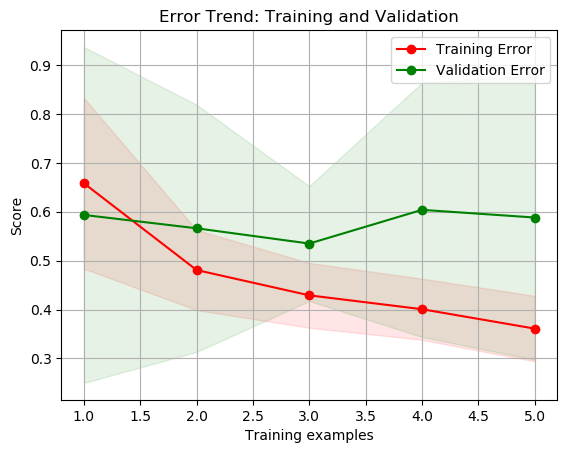 Error Trend: Training and Validation
Training Error
Validation Error
0.9
0.8
0.7
0.6
0.5
0.4
0.3
Score
1.0 1.5 2.0 2.5 3.0 3.5 4.0 4.5 5.0
Training examples